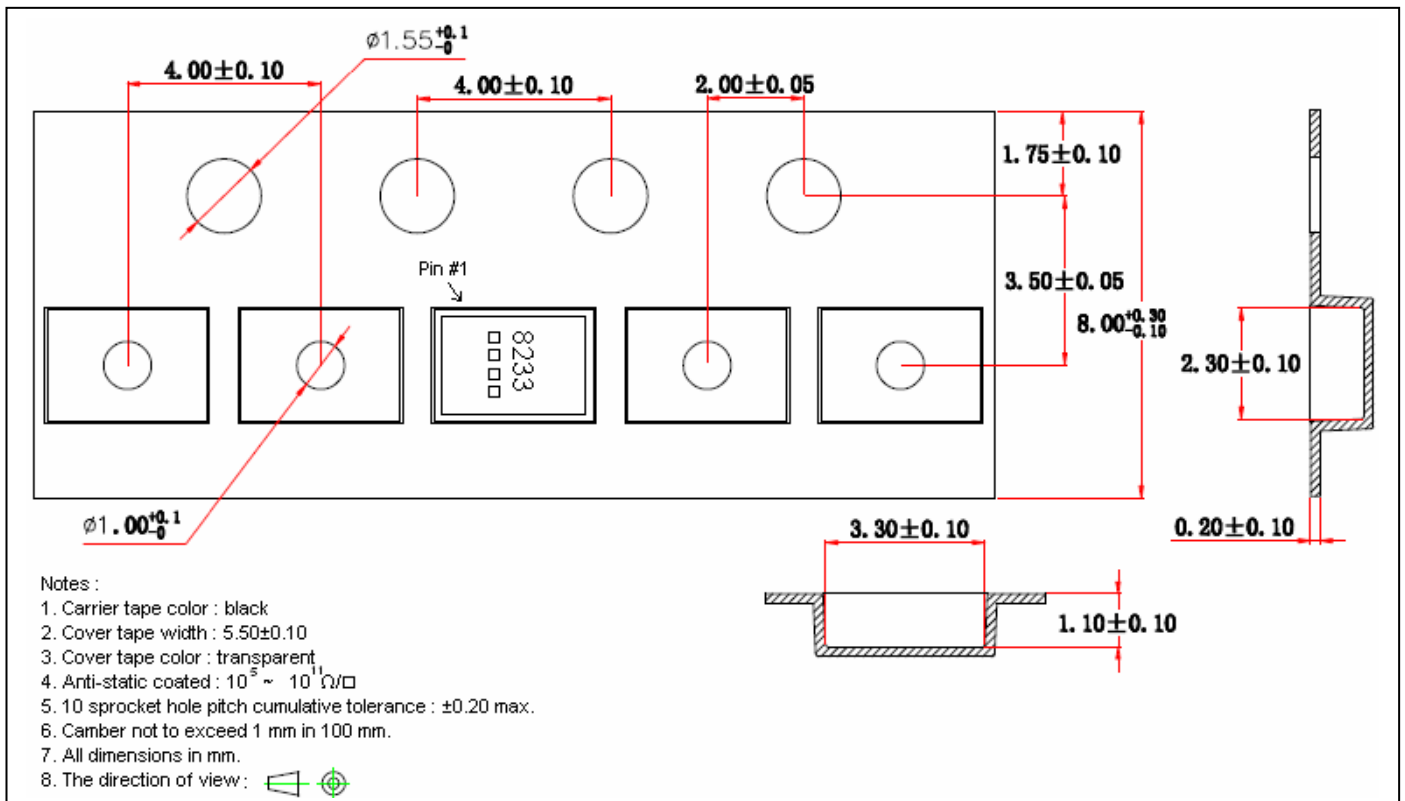 ø1.55+0.1 -0
4.00±0.10
4.00±0.10
2.00±0.05
1.75±0.10
Pin #1
3.50±0.05
8.00+0.30 -0.10
8233
2.30±0.10
ø1.00+0.1 -0
3.30±0.10
0.20±0.10
1.10±0.10
Notes :
1. Carrier tape color : black
2. Cover tape width : 5.50±0.10
3. Cover tape color : transparent
4. Anti-static coated : 10⁵ ~ 10¹¹Ω/□
5. 10 sprocket hole pitch cumulative tolerance : ±0.20 max.
6. Camber not to exceed 1 mm in 100 mm.
7. All dimensions in mm.
8. The direction of view :